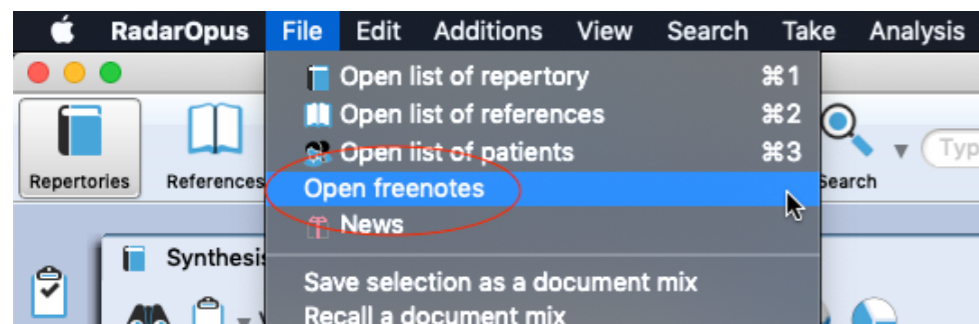 RadarOpus File Edit Additions View Search Take Analysis
Open list of repertory ⌘1
Open list of references ⌘2
Open list of patients ⌘3
Typ
Repertories References Search
Open freenotes
News
Synthesis
Save selection as a document mix
Recall a document mix